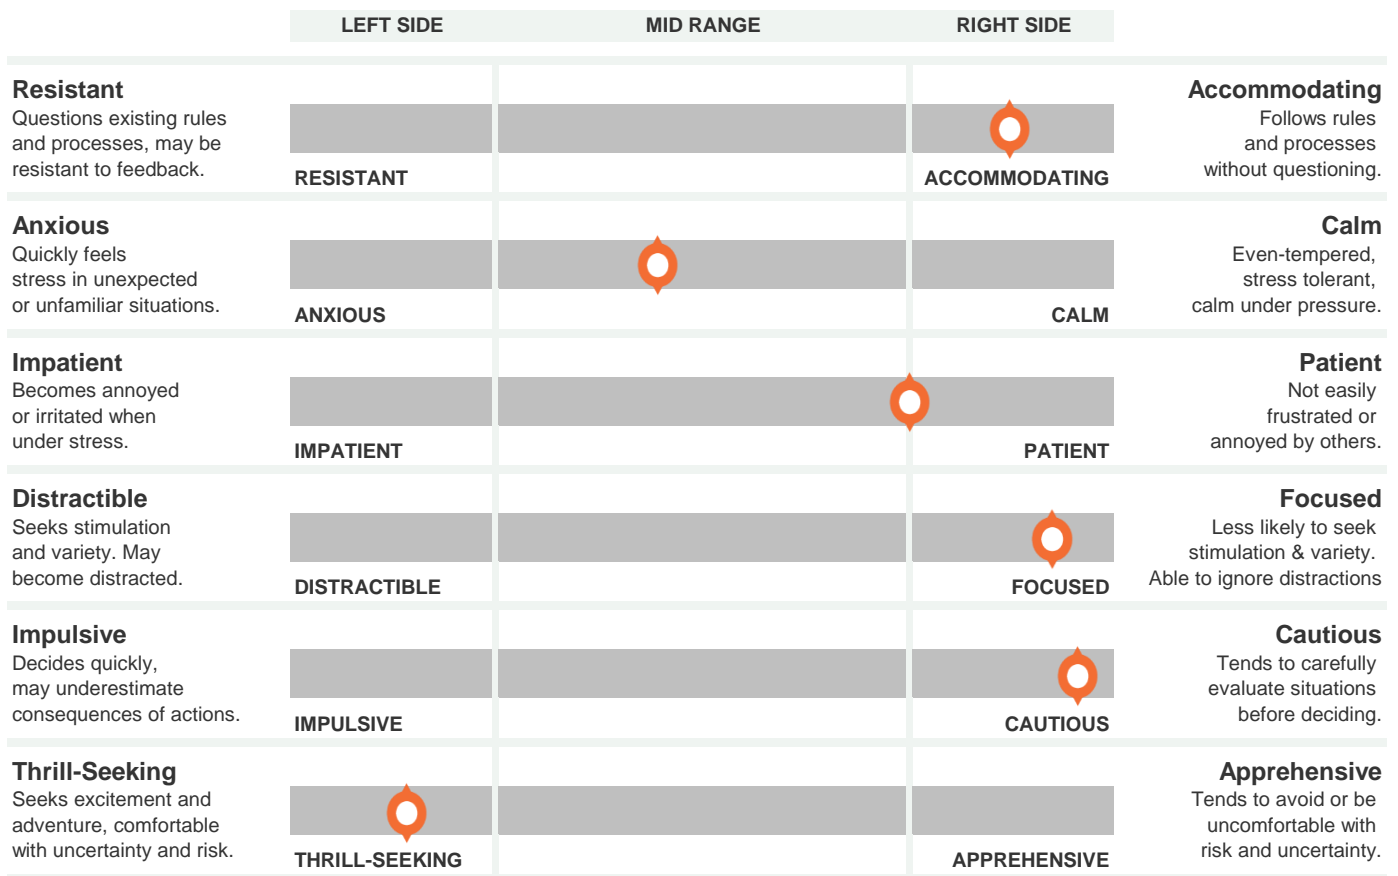 LEFT SIDE MID RANGE RIGHT SIDE
Resistant
Questions existing rules
and processes, may be
resistant to feedback.
RESISTANT
ACCOMMODATING
Accommodating
Follows rules
and processes
without questioning.
Anxious
Quickly feels
stress in unexpected
or unfamiliar situations.
ANXIOUS
CALM
Calm
Even-tempered,
stress tolerant,
calm under pressure.
Impatient
Becomes annoyed
or irritated when
under stress.
IMPATIENT
PATIENT
Patient
Not easily
frustrated or
annoyed by others.
Distractible
Seeks stimulation
and variety. May
become distracted.
DISTRACTIBLE
FOCUSED
Focused
Less likely to seek
stimulation & variety.
Able to ignore distractions
Impulsive
Decides quickly,
may underestimate
consequences of actions.
IMPULSIVE
CAUTIOUS
Cautious
Tends to carefully
evaluate situations
before deciding.
Thrill-Seeking
Seeks excitement and
adventure, comfortable
with uncertainty and risk.
THRILL-SEEKING
APPREHENSIVE
Apprehensive
Tends to avoid or be
uncomfortable with
risk and uncertainty.